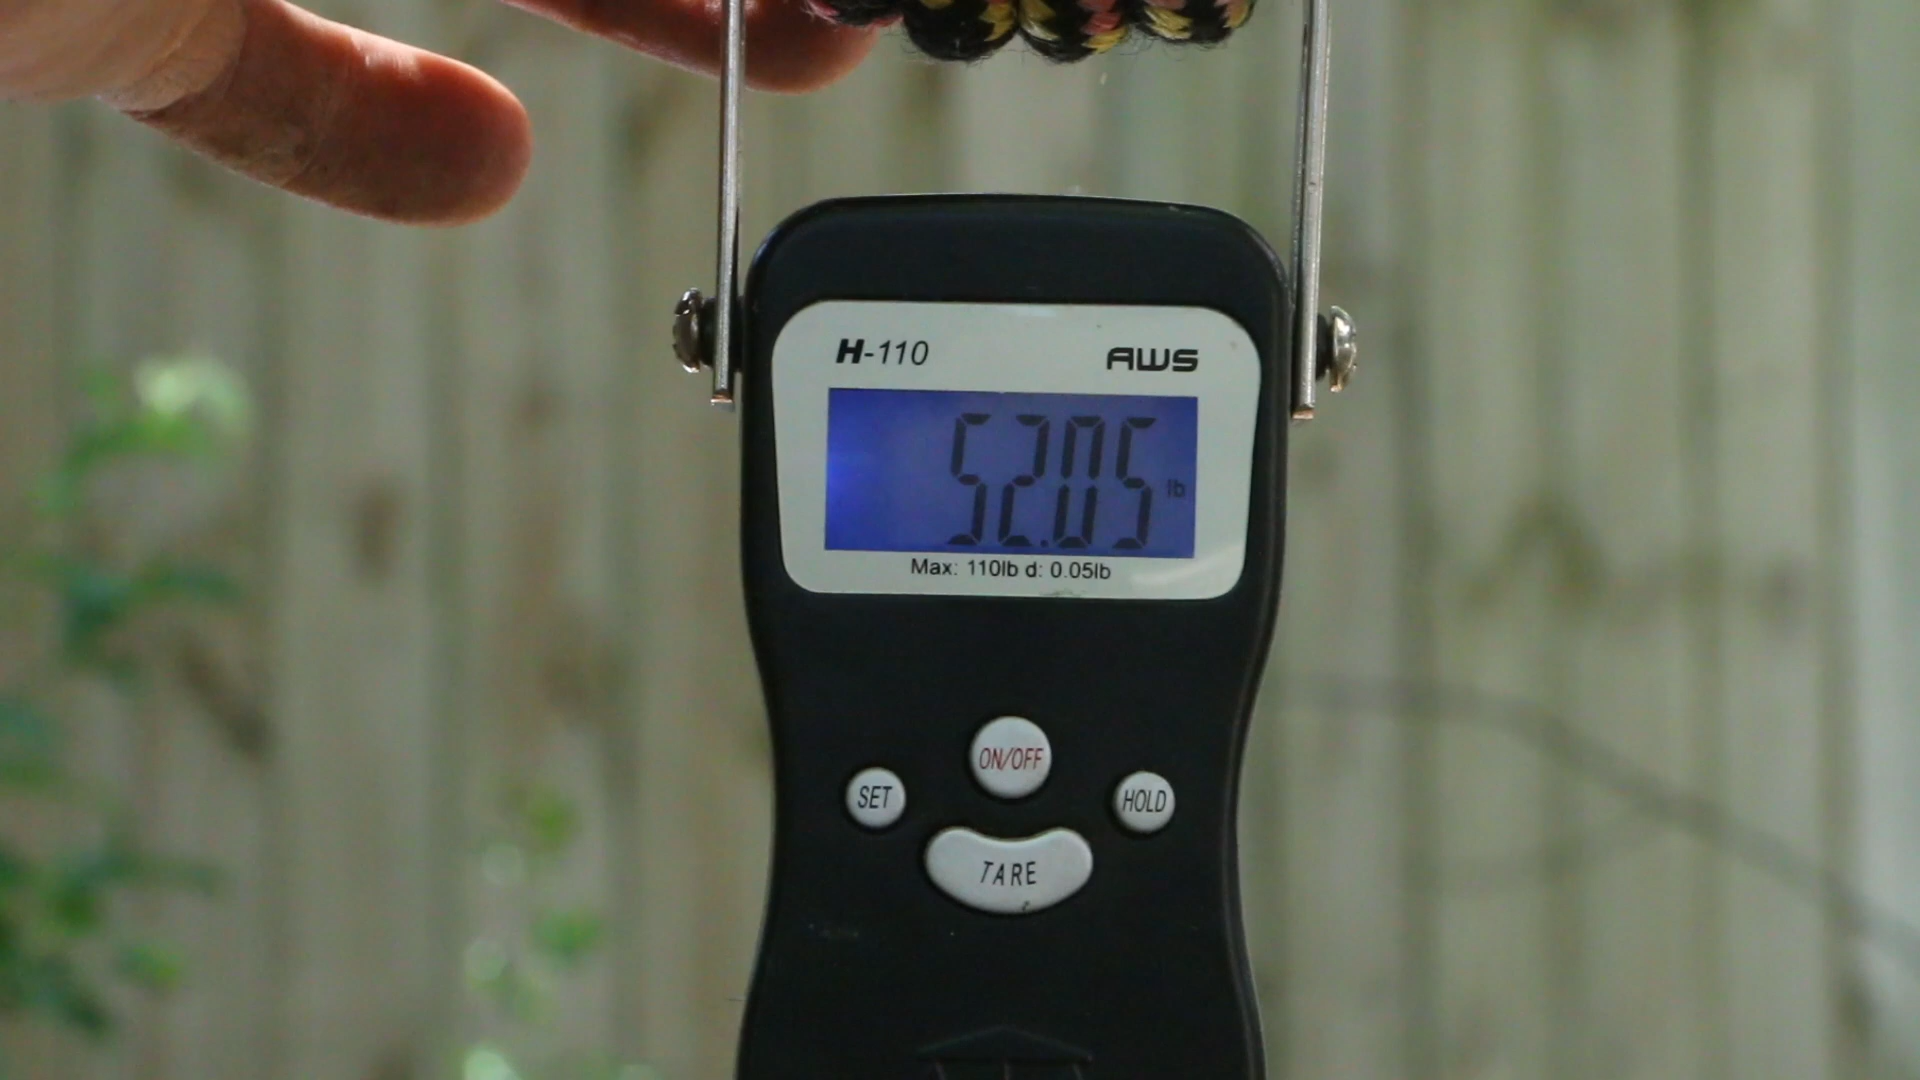 H-110 AWS
52.05 lb
Max: 110lb d: 0.05lb
ON/OFF
SET HOLD
TARE